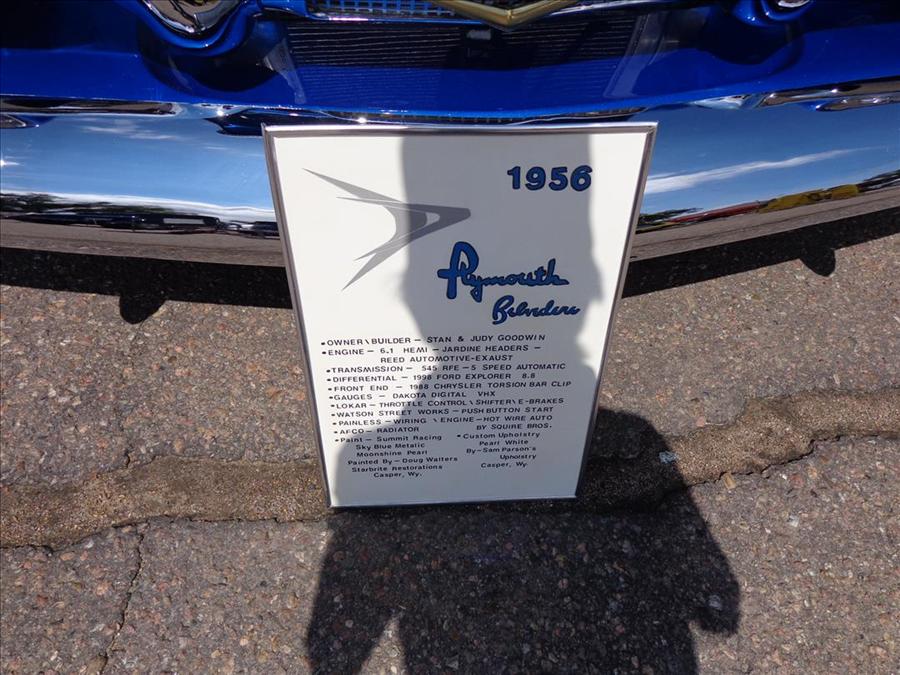 1956
Plymouth
Belvedere
• OWNER\BUILDER — STAN & JUDY GOODWIN
• ENGINE — 6.1 HEMI — JARDINE HEADERS —
REED AUTOMOTIVE-EXAUST
• TRANSMISSION — 545 RFE — 5 SPEED AUTOMATIC
• DIFFERENTIAL — 1998 FORD EXPLORER 8.8
• FRONT END — 1988 CHRYSLER TORSION BAR CLIP
• GAUGES — DAKOTA DIGITAL VHX
• LOKAR — THROTTLE CONTROL\SHIFTER\E-BRAKES
• WATSON STREET WORKS — PUSH BUTTON START
• PAINLESS — WIRING \ ENGINE — HOT WIRE AUTO
• AFCO — RADIATOR BY SQUIRE BROS.
• Paint — Summit Racing • Custom Upholsty
Sky Blue Metalic Pearl White
Moonshine Pearl By — Sam Parson's
Painted By — Doug Walters Upholstry
Starbrite Restorations Casper, Wy.
Casper, Wy.